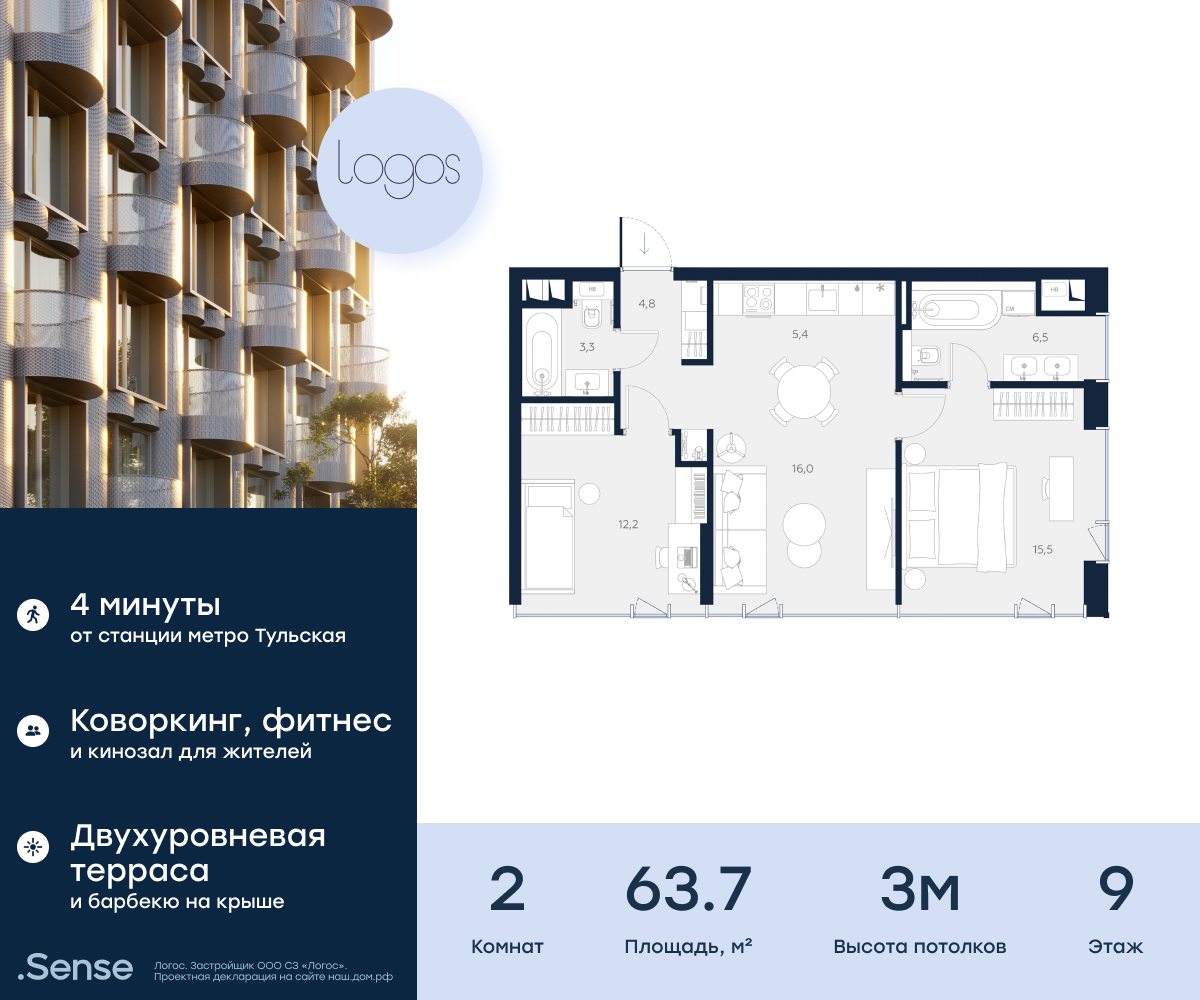 logos
НВ
4,8
3,3
5,4
НВ
СМ
6,5
16,0
12,2
15,5
4 минуты
от станции метро Тульская
Коворкинг, фитнес
и кинозал для жителей
Двухуровневая
терраса
и барбекю на крыше
.Sense
Логос. Застройщик ООО СЗ «Логос».
Проектная декларация на сайте наш.дом.рф
2
Комнат
63.7
Площадь, м²
3м
Высота потолков
9
Этаж